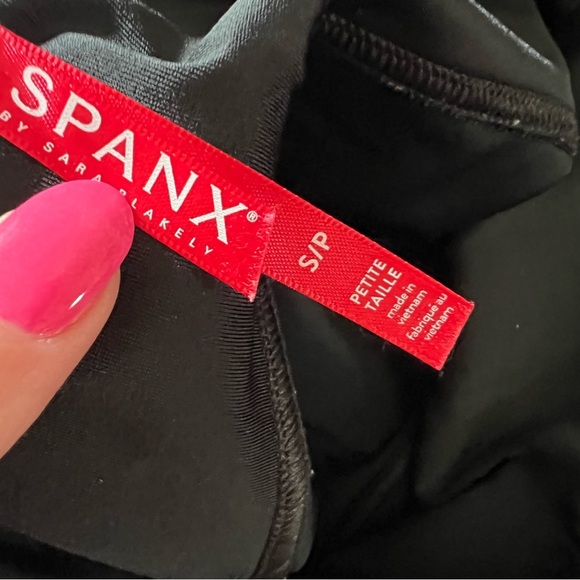 SPANX®
BY SARA BLAKELY
S/P
PETITE
TAILLE
made in
vietnam
fabriqué au
vietnam